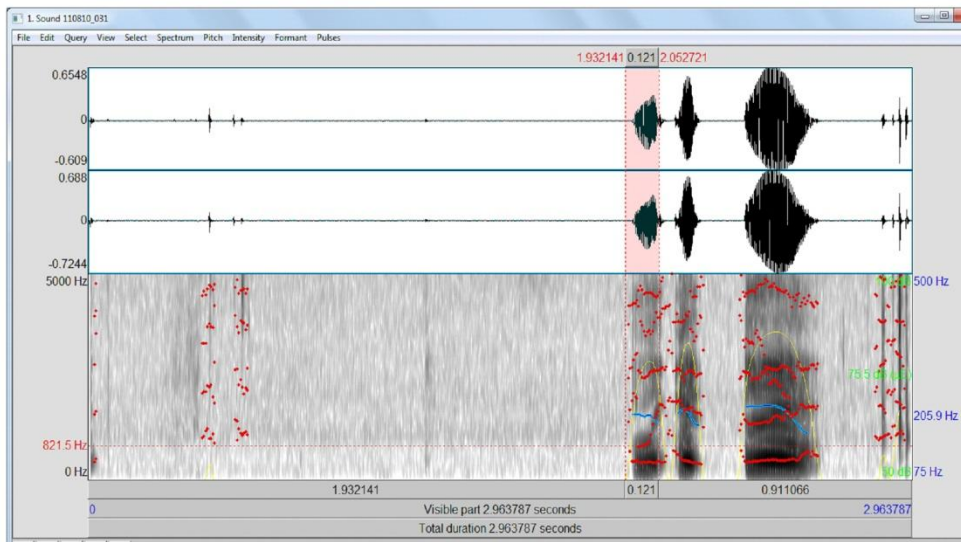 1. Sound 110810_031
File Edit Query View Select Spectrum Pitch Intensity Formant Pulses
1.932141 0.121 2.052721
0.6548
0
-0.609
0.688
0
-0.7244
5000 Hz 500 Hz
75.5 dB
205.9 Hz
821.5 Hz
0 Hz 50 dB 75 Hz
1.932141 0.121 0.911066
0 Visible part 2.963787 seconds 2.963787
Total duration 2.963787 seconds